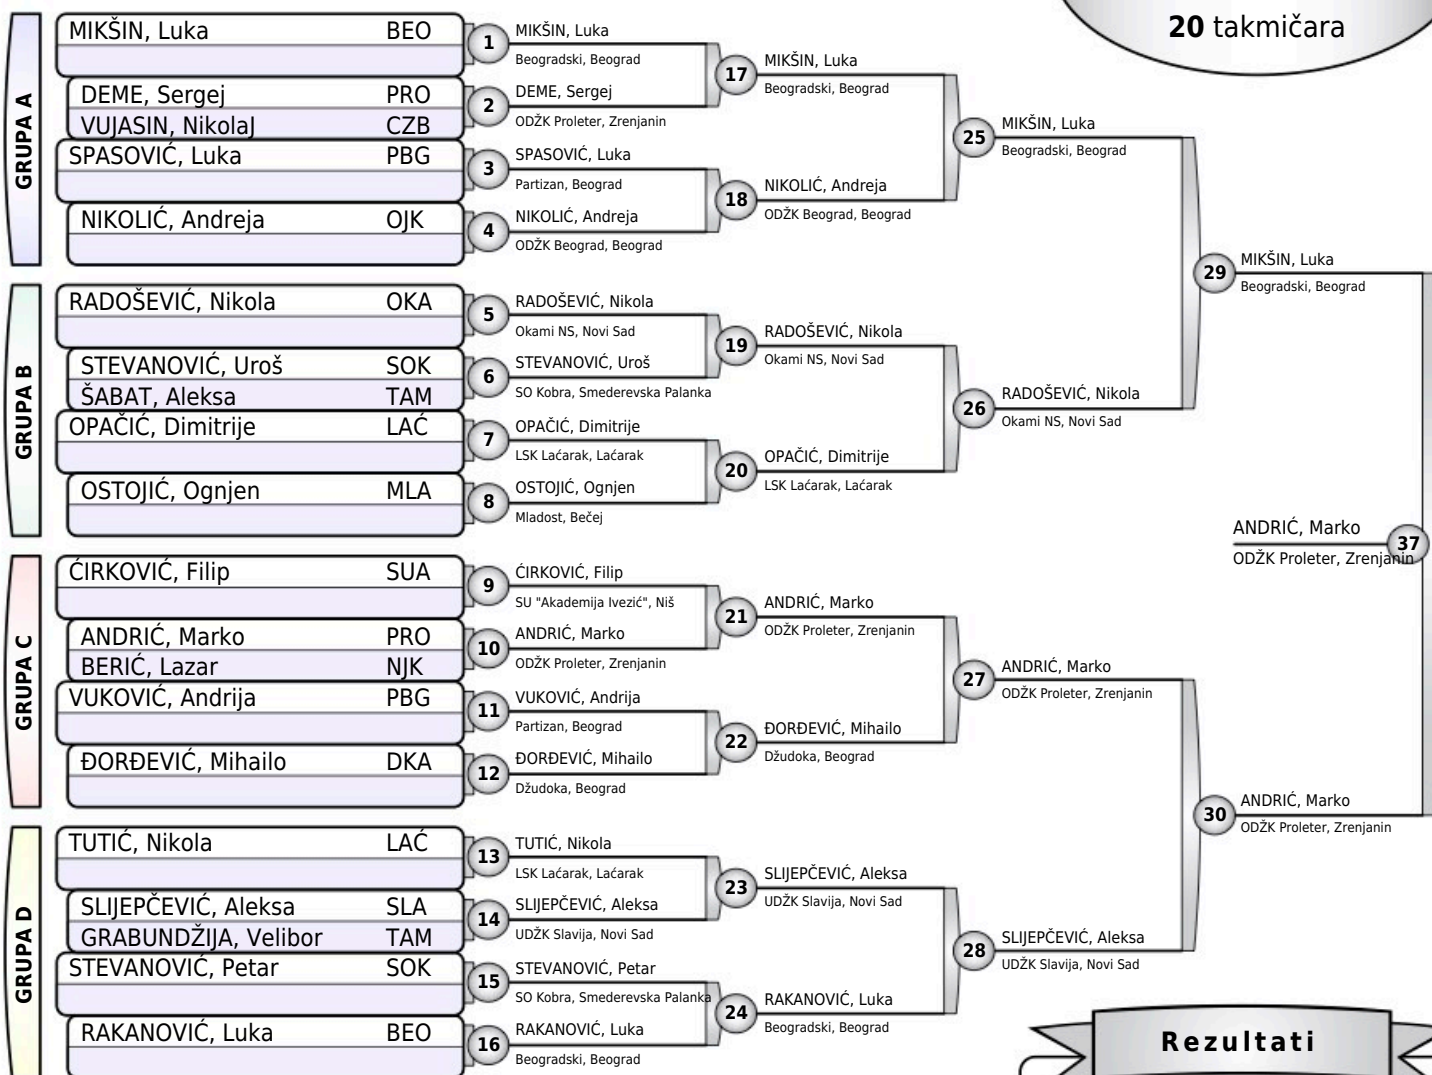 20 takmičara
GRUPA A
MIKŠIN, Luka BEO
DEME, Sergej PRO
VUJASIN, NikolaJ CZB
SPASOVIĆ, Luka PBG
NIKOLIĆ, Andreja OJK
GRUPA B
RADOŠEVIĆ, Nikola OKA
STEVANOVIĆ, Uroš SOK
ŠABAT, Aleksa TAM
OPAČIĆ, Dimitrije LAĆ
OSTOJIĆ, Ognjen MLA
GRUPA C
ĆIRKOVIĆ, Filip SUA
ANDRIĆ, Marko PRO
BERIĆ, Lazar NJK
VUKOVIĆ, Andrija PBG
ĐORĐEVIĆ, Mihailo DKA
GRUPA D
TUTIĆ, Nikola LAĆ
SLIJEPČEVIĆ, Aleksa SLA
GRABUNDŽIJA, Velibor TAM
STEVANOVIĆ, Petar SOK
RAKANOVIĆ, Luka BEO
1 MIKŠIN, Luka
Beogradski, Beograd
2 DEME, Sergej
ODŽK Proleter, Zrenjanin
3 SPASOVIĆ, Luka
Partizan, Beograd
4 NIKOLIĆ, Andreja
ODŽK Beograd, Beograd
5 RADOŠEVIĆ, Nikola
Okami NS, Novi Sad
6 STEVANOVIĆ, Uroš
SO Kobra, Smederevska Palanka
7 OPAČIĆ, Dimitrije
LSK Laćarak, Laćarak
8 OSTOJIĆ, Ognjen
Mladost, Bečej
9 ĆIRKOVIĆ, Filip
SU "Akademija Ivezić", Niš
10 ANDRIĆ, Marko
ODŽK Proleter, Zrenjanin
11 VUKOVIĆ, Andrija
Partizan, Beograd
12 ĐORĐEVIĆ, Mihailo
Džudoka, Beograd
13 TUTIĆ, Nikola
LSK Laćarak, Laćarak
14 SLIJEPČEVIĆ, Aleksa
UDŽK Slavija, Novi Sad
15 STEVANOVIĆ, Petar
SO Kobra, Smederevska Palanka
16 RAKANOVIĆ, Luka
Beogradski, Beograd
17 MIKŠIN, Luka
Beogradski, Beograd
18 NIKOLIĆ, Andreja
ODŽK Beograd, Beograd
19 RADOŠEVIĆ, Nikola
Okami NS, Novi Sad
20 OPAČIĆ, Dimitrije
LSK Laćarak, Laćarak
21 ANDRIĆ, Marko
ODŽK Proleter, Zrenjanin
22 ĐORĐEVIĆ, Mihailo
Džudoka, Beograd
23 SLIJEPČEVIĆ, Aleksa
UDŽK Slavija, Novi Sad
24 RAKANOVIĆ, Luka
Beogradski, Beograd
25 MIKŠIN, Luka
Beogradski, Beograd
26 RADOŠEVIĆ, Nikola
Okami NS, Novi Sad
27 ANDRIĆ, Marko
ODŽK Proleter, Zrenjanin
28 SLIJEPČEVIĆ, Aleksa
UDŽK Slavija, Novi Sad
29 MIKŠIN, Luka
Beogradski, Beograd
30 ANDRIĆ, Marko
ODŽK Proleter, Zrenjanin
ANDRIĆ, Marko 37
ODŽK Proleter, Zrenjanin
Rezultati